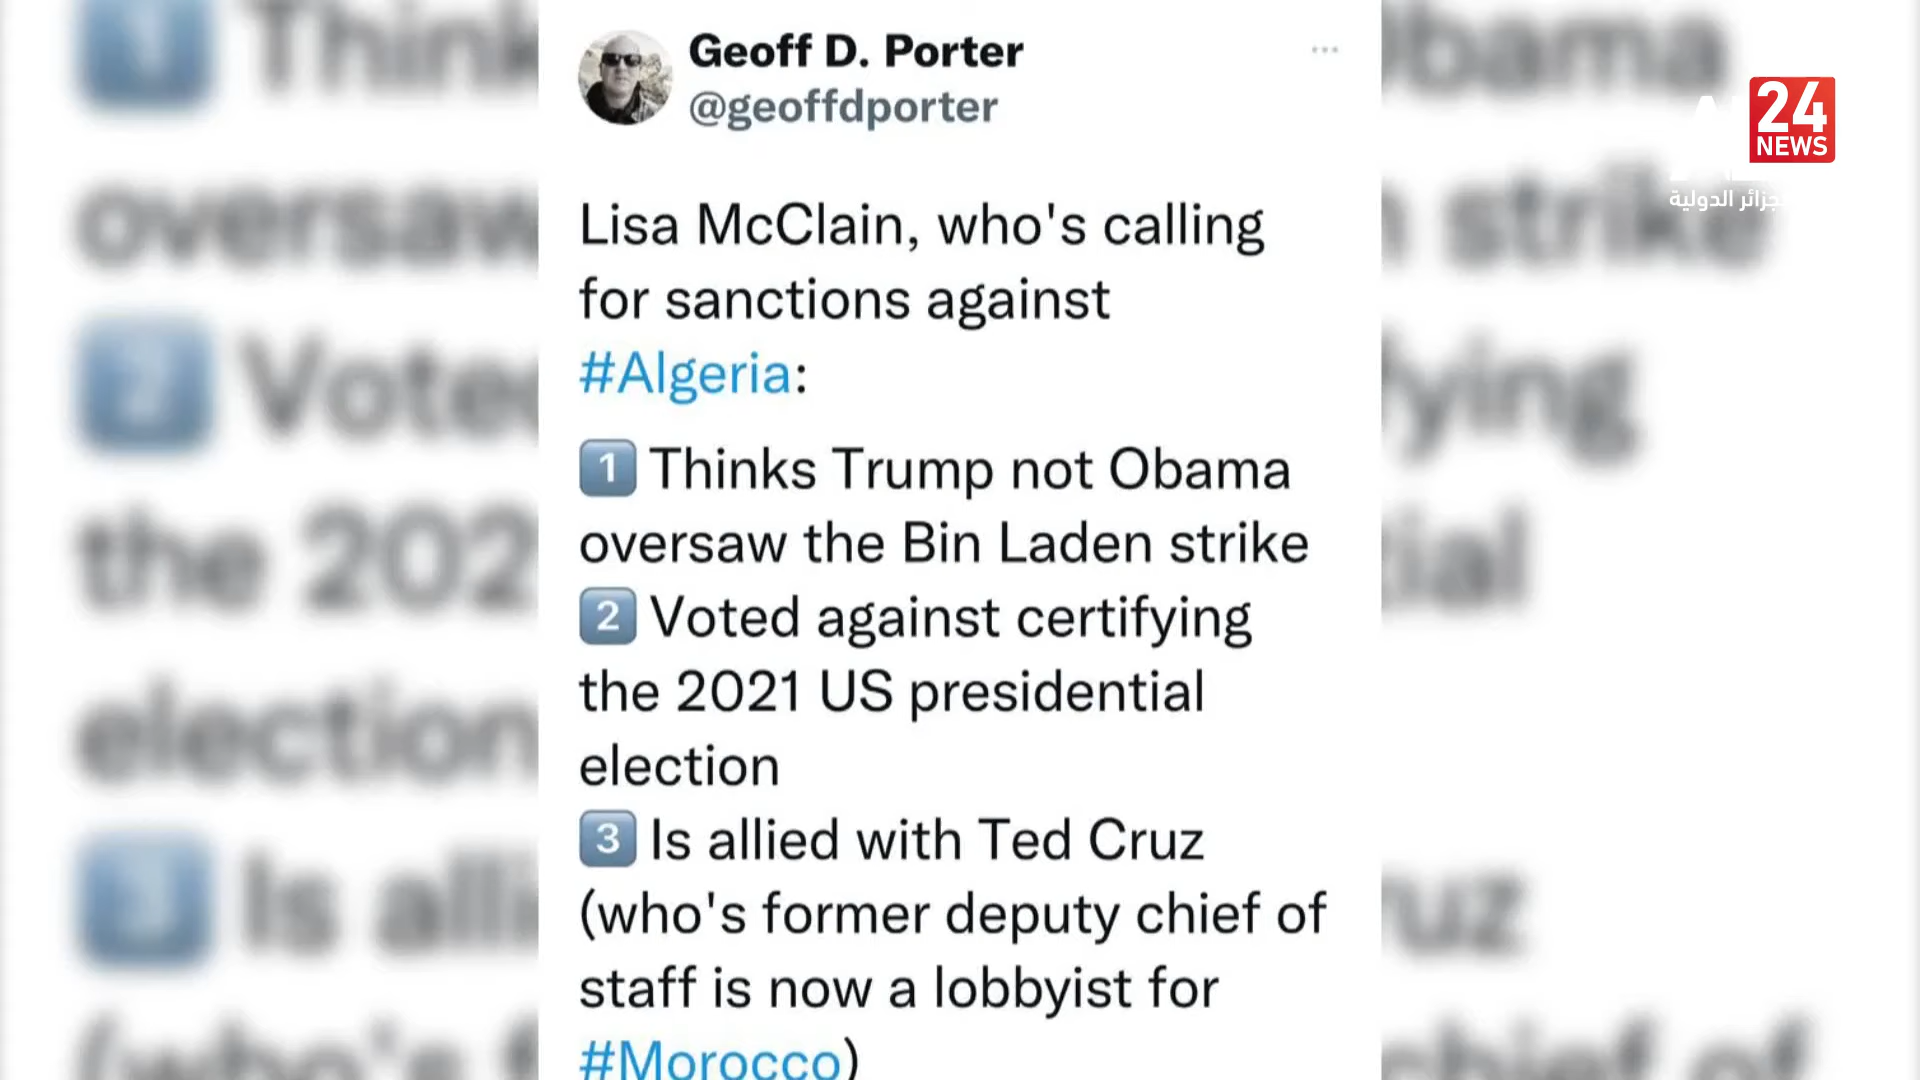 Geoff D. Porter
@geoffdporter
Lisa McClain, who's calling
for sanctions against
#Algeria:
1 Thinks Trump not Obama
oversaw the Bin Laden strike
2 Voted against certifying
the 2021 US presidential
election
3 Is allied with Ted Cruz
(who's former deputy chief of
staff is now a lobbyist for
#Morocco)
24
NEWS
الدولية